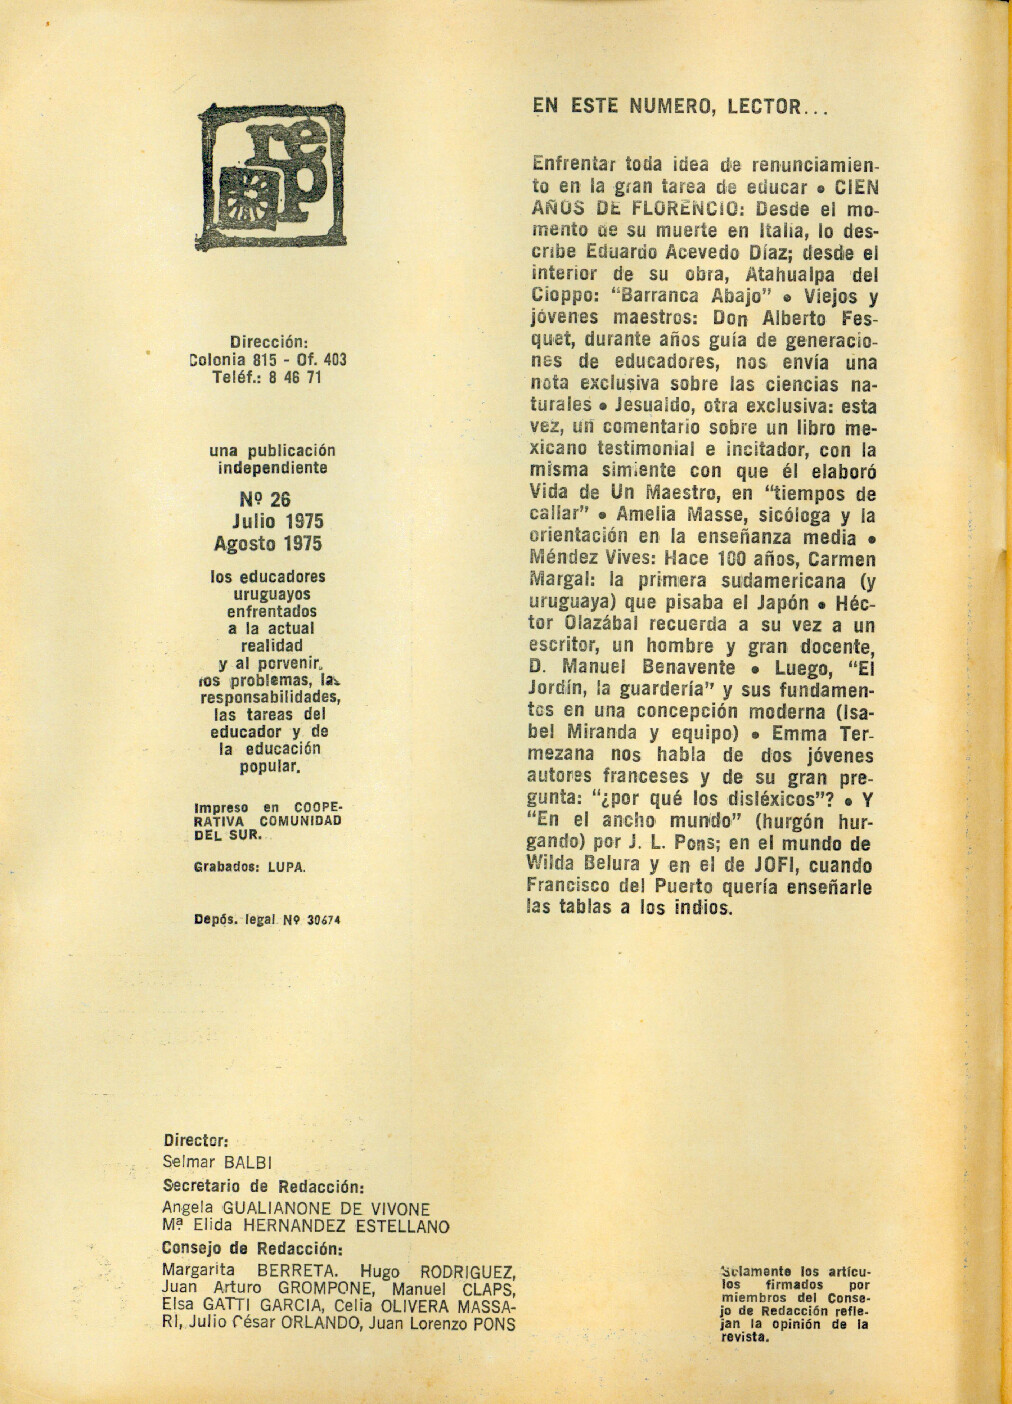 rep
Dirección:
Colonia 815 - Of. 403
Teléf.: 8 46 71
una publicación
independiente
Nº 26
Julio 1975
Agosto 1975
los educadores
uruguayos
enfrentados
a la actual
realidad
y al porvenir.
los problemas, las
responsabilidades,
las tareas del
educador y de
la educación
popular.
Impreso en COOPE-
RATIVA COMUNIDAD
DEL SUR.
Grabados: LUPA.
Depós. legal Nº 30674
EN ESTE NUMERO, LECTOR...
Enfrentar toda idea de renunciamien-
to en la gran tarea de educar • CIEN
AÑOS DE FLORENCIO: Desde el mo-
mento de su muerte en Italia, lo des-
cribe Eduardo Acevedo Díaz; desde el
interior de su obra, Atahualpa del
Cioppo: "Barranca Abajo" • Viejos y
jóvenes maestros: Don Alberto Fes-
quet, durante años guía de generacio-
nes de educadores, nos envía una
nota exclusiva sobre las ciencias na-
turales • Jesualdo, otra exclusiva: esta
vez, un comentario sobre un libro me-
xicano testimonial e incitador, con la
misma simiente con que él elaboró
Vida de Un Maestro, en "tiempos de
callar" • Amelia Masse, sicóloga y la
orientación en la enseñanza media •
Méndez Vives: Hace 100 años, Carmen
Margal: la primera sudamericana (y
uruguaya) que pisaba el Japón • Héc-
tor Olazábal recuerda a su vez a un
escritor, un hombre y gran docente,
D. Manuel Benavente • Luego, "El
Jordín, la guardería" y sus fundamen-
tos en una concepción moderna (Isa-
bel Miranda y equipo) • Emma Ter-
mezana nos habla de dos jóvenes
autores franceses y de su gran pre-
gunta: "¿por qué los disléxicos"? • Y
"En el ancho mundo" (hurgón hur-
gando) por J. L. Pons; en el mundo de
Wilda Belura y en el de JOFI, cuando
Francisco del Puerto quería enseñarle
las tablas a los indios.
Director:
Selmar BALBI
Secretario de Redacción:
Angela GUALIANONE DE VIVONE
Mª Elida HERNANDEZ ESTELLANO
Consejo de Redacción:
Margarita BERRETA. Hugo RODRIGUEZ,
Juan Arturo GROMPONE, Manuel CLAPS,
Elsa GATTI GARCIA, Celia OLIVERA MASSA-
RI, Julio César ORLANDO, Juan Lorenzo PONS
Solamente los artícu-
los firmados por
miembros del Conse-
jo de Redacción refle-
jan la opinión de la
revista.